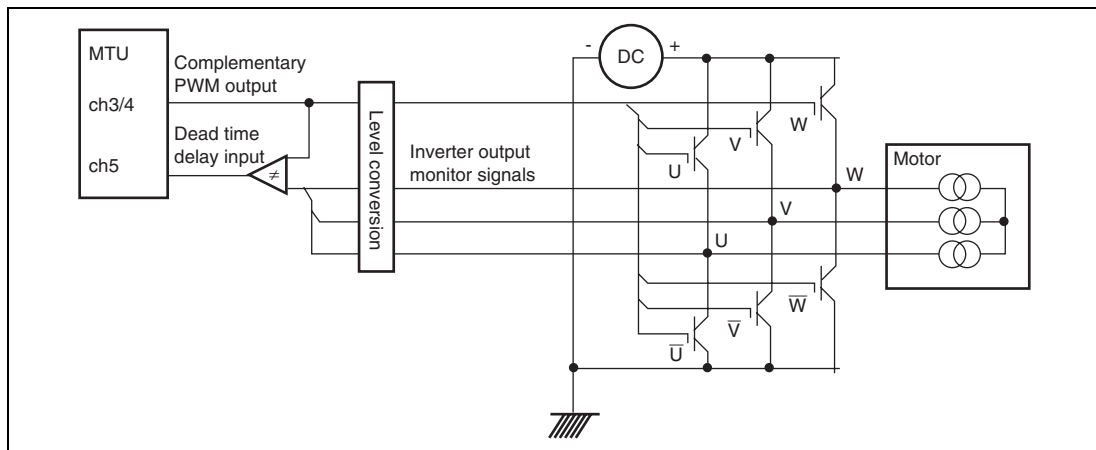 MTU
ch3/4
ch5
Complementary
PWM output
Dead time
delay input
≠
Level conversion
Inverter output
monitor signals
- DC +
W
V
U
W
V
U
W̅
V̅
U̅
Motor